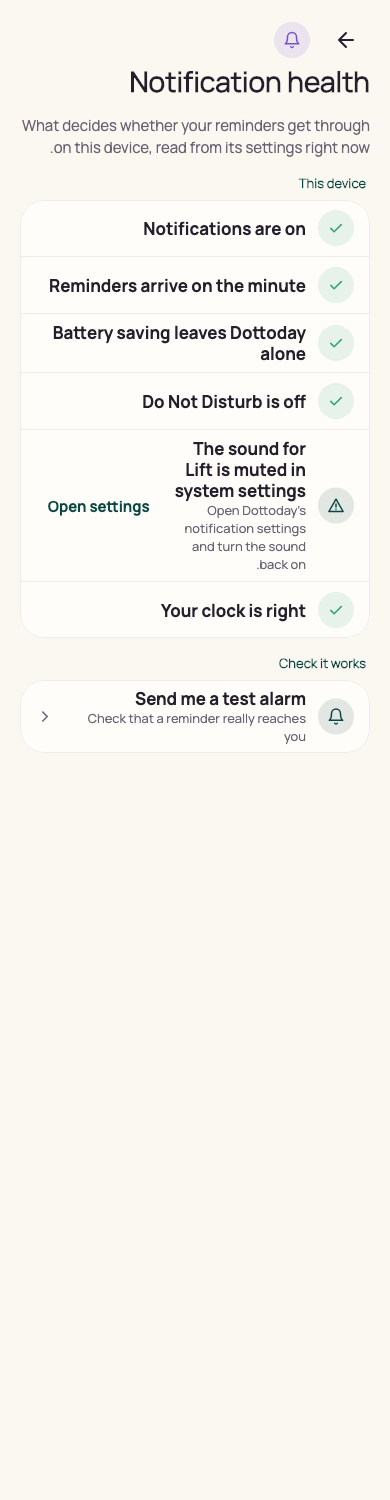 Notification health
What decides whether your reminders get through
.on this device, read from its settings right now
This device
Notifications are on
Reminders arrive on the minute
Battery saving leaves Dottoday
alone
Do Not Disturb is off
The sound for
Lift is muted in
system settings
Open Dottoday's
notification settings
and turn the sound
.back on
Open settings
Your clock is right
Check it works
Send me a test alarm
Check that a reminder really reaches
you